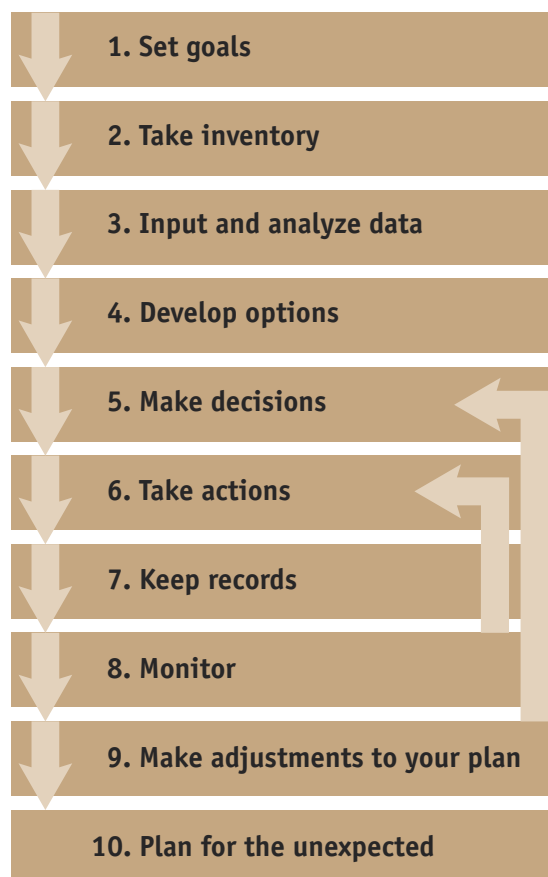 1. Set goals
2. Take inventory
3. Input and analyze data
4. Develop options
5. Make decisions
6. Take actions
7. Keep records
8. Monitor
9. Make adjustments to your plan
10. Plan for the unexpected